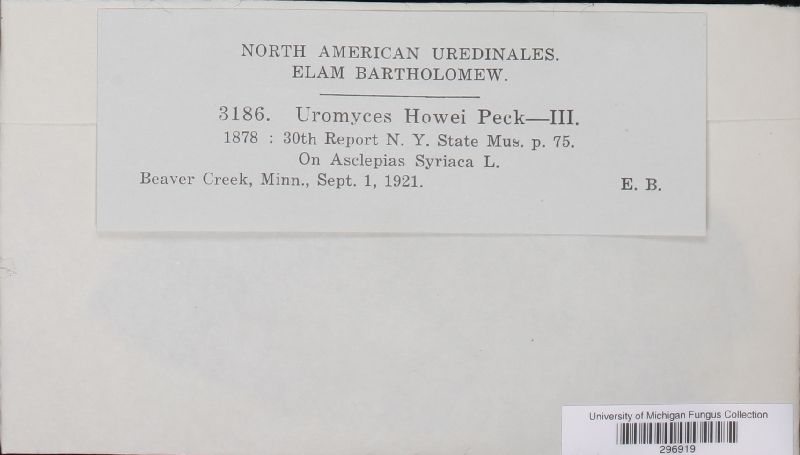 NORTH AMERICAN UREDINALES.
ELAM BARTHOLOMEW.
3186. Uromyces Howei Peck—III.
1878 : 30th Report N. Y. State Mus. p. 75.
On Asclepias Syriaca L.
Beaver Creek, Minn., Sept. 1, 1921. E. B.
University of Michigan Fungus Collection
296919